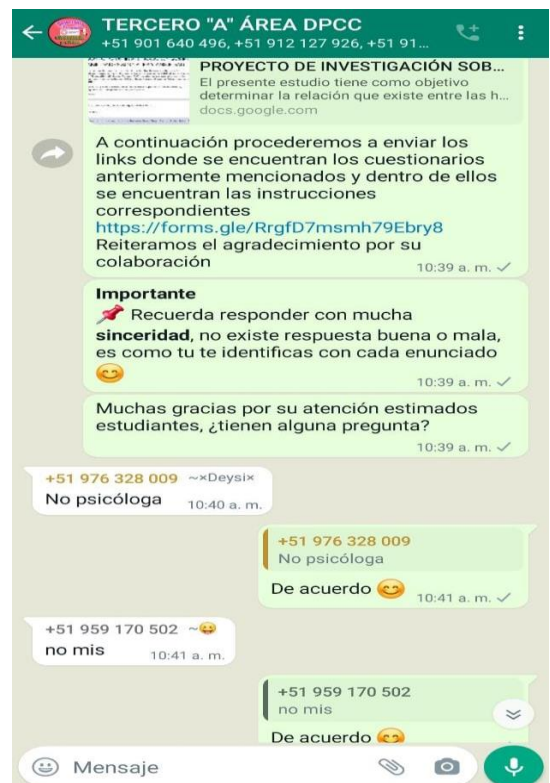 TERCERO "A" ÁREA DPCC
+51 901 640 496, +51 912 127 926, +51 91...
PROYECTO DE INVESTIGACIÓN SOB...
El presente estudio tiene como objetivo
determinar la relación que existe entre las h...
docs.google.com
A continuación procederemos a enviar los
links donde se encuentran los cuestionarios
anteriormente mencionados y dentro de ellos
se encuentran las instrucciones
correspondientes
https://forms.gle/RrgfD7msmh79Ebry8
Reiteramos el agradecimiento por su
colaboración
10:39 a. m.
Importante
📌 Recuerda responder con mucha
sinceridad, no existe respuesta buena o mala,
es como tu te identificas con cada enunciado
😊
10:39 a. m.
Muchas gracias por su atención estimados
estudiantes, ¿tienen alguna pregunta?
10:39 a. m.
+51 976 328 009 ~×Deysi×
No psicóloga 10:40 a. m.
+51 976 328 009
No psicóloga
De acuerdo 😊 10:41 a. m.
+51 959 170 502 ~😛
no mis 10:41 a. m.
+51 959 170 502
no mis
De acuerdo 😊
Mensaje